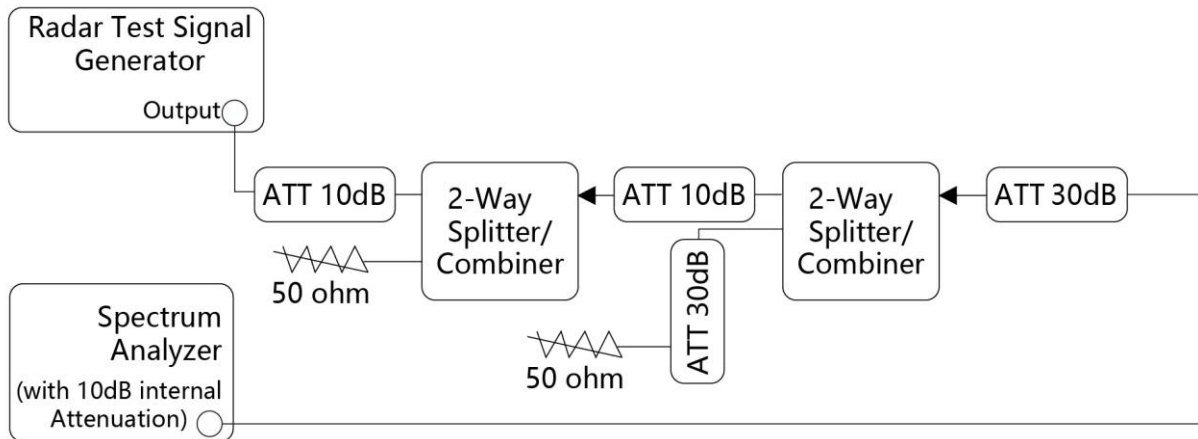 Radar Test Signal
Generator
Output
ATT 10dB
2-Way
Splitter/
Combiner
ATT 10dB
2-Way
Splitter/
Combiner
ATT 30dB
50 ohm
ATT 30dB
50 ohm
Spectrum
Analyzer
(with 10dB internal
Attenuation)